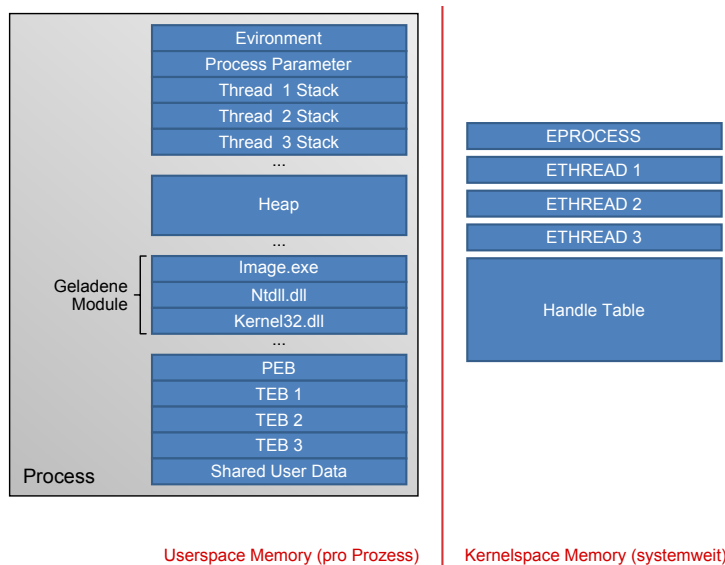 Evironment
Process Parameter
Thread 1 Stack
Thread 2 Stack
Thread 3 Stack
...
Heap
...
Geladene
Module
Image.exe
Ntdll.dll
Kernel32.dll
...
PEB
TEB 1
TEB 2
TEB 3
Shared User Data
Process
EPROCESS
ETHREAD 1
ETHREAD 2
ETHREAD 3
Handle Table
Userspace Memory (pro Prozess)
Kernelspace Memory (systemweit)